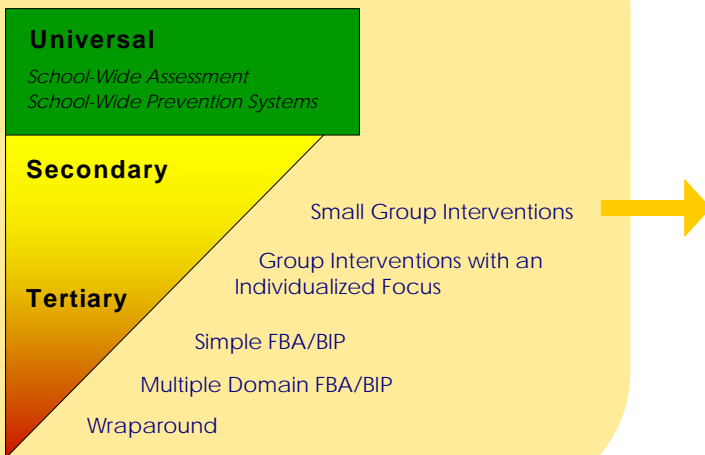 Universal
School-Wide Assessment
School-Wide Prevention Systems
Secondary
Small Group Interventions
Group Interventions with an
Individualized Focus
Tertiary
Simple FBA/BIP
Multiple Domain FBA/BIP
Wraparound